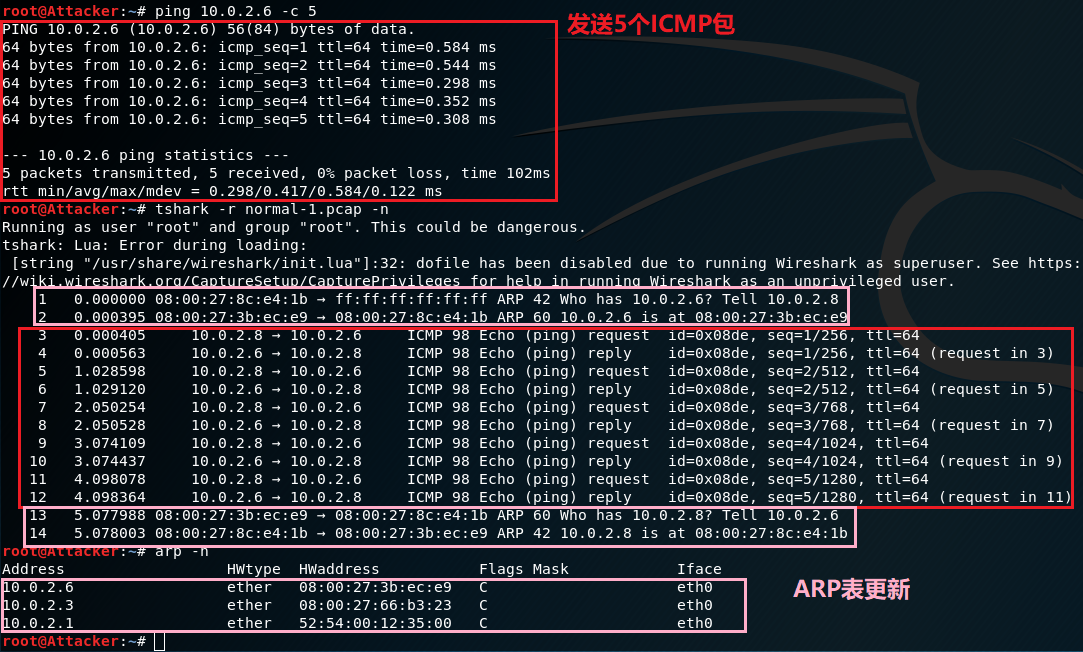 root@Attacker:~# ping 10.0.2.6 -c 5
发送5个ICMP包
PING 10.0.2.6 (10.0.2.6) 56(84) bytes of data.
64 bytes from 10.0.2.6: icmp_seq=1 ttl=64 time=0.584 ms
64 bytes from 10.0.2.6: icmp_seq=2 ttl=64 time=0.544 ms
64 bytes from 10.0.2.6: icmp_seq=3 ttl=64 time=0.298 ms
64 bytes from 10.0.2.6: icmp_seq=4 ttl=64 time=0.352 ms
64 bytes from 10.0.2.6: icmp_seq=5 ttl=64 time=0.308 ms
--- 10.0.2.6 ping statistics ---
5 packets transmitted, 5 received, 0% packet loss, time 102ms
rtt min/avg/max/mdev = 0.298/0.417/0.584/0.122 ms
root@Attacker:~# tshark -r normal-1.pcap -n
Running as user "root" and group "root". This could be dangerous.
tshark: Lua: Error during loading:
[string "/usr/share/wireshark/init.lua"]:32: dofile has been disabled due to running Wireshark as superuser. See https:
//wiki.wireshark.org/CaptureSetup/CapturePrivileges for help in running Wireshark as an unprivileged user.
1 0.000000 08:00:27:8c:e4:1b → ff:ff:ff:ff:ff:ff ARP 42 Who has 10.0.2.6? Tell 10.0.2.8
2 0.000395 08:00:27:3b:ec:e9 → 08:00:27:8c:e4:1b ARP 60 10.0.2.6 is at 08:00:27:3b:ec:e9
3 0.000405 10.0.2.8 → 10.0.2.6 ICMP 98 Echo (ping) request id=0x08de, seq=1/256, ttl=64
4 0.000563 10.0.2.6 → 10.0.2.8 ICMP 98 Echo (ping) reply id=0x08de, seq=1/256, ttl=64 (request in 3)
5 1.028598 10.0.2.8 → 10.0.2.6 ICMP 98 Echo (ping) request id=0x08de, seq=2/512, ttl=64
6 1.029120 10.0.2.6 → 10.0.2.8 ICMP 98 Echo (ping) reply id=0x08de, seq=2/512, ttl=64 (request in 5)
7 2.050254 10.0.2.8 → 10.0.2.6 ICMP 98 Echo (ping) request id=0x08de, seq=3/768, ttl=64
8 2.050528 10.0.2.6 → 10.0.2.8 ICMP 98 Echo (ping) reply id=0x08de, seq=3/768, ttl=64 (request in 7)
9 3.074109 10.0.2.8 → 10.0.2.6 ICMP 98 Echo (ping) request id=0x08de, seq=4/1024, ttl=64
10 3.074437 10.0.2.6 → 10.0.2.8 ICMP 98 Echo (ping) reply id=0x08de, seq=4/1024, ttl=64 (request in 9)
11 4.098078 10.0.2.8 → 10.0.2.6 ICMP 98 Echo (ping) request id=0x08de, seq=5/1280, ttl=64
12 4.098364 10.0.2.6 → 10.0.2.8 ICMP 98 Echo (ping) reply id=0x08de, seq=5/1280, ttl=64 (request in 11)
13 5.077988 08:00:27:3b:ec:e9 → 08:00:27:8c:e4:1b ARP 60 Who has 10.0.2.8? Tell 10.0.2.6
14 5.078003 08:00:27:8c:e4:1b → 08:00:27:3b:ec:e9 ARP 42 10.0.2.8 is at 08:00:27:8c:e4:1b
root@Attacker:~# arp -n
Address HWtype HWaddress Flags Mask Iface
10.0.2.6 ether 08:00:27:3b:ec:e9 C eth0
ARP表更新
10.0.2.3 ether 08:00:27:66:b3:23 C eth0
10.0.2.1 ether 52:54:00:12:35:00 C eth0
root@Attacker:~#